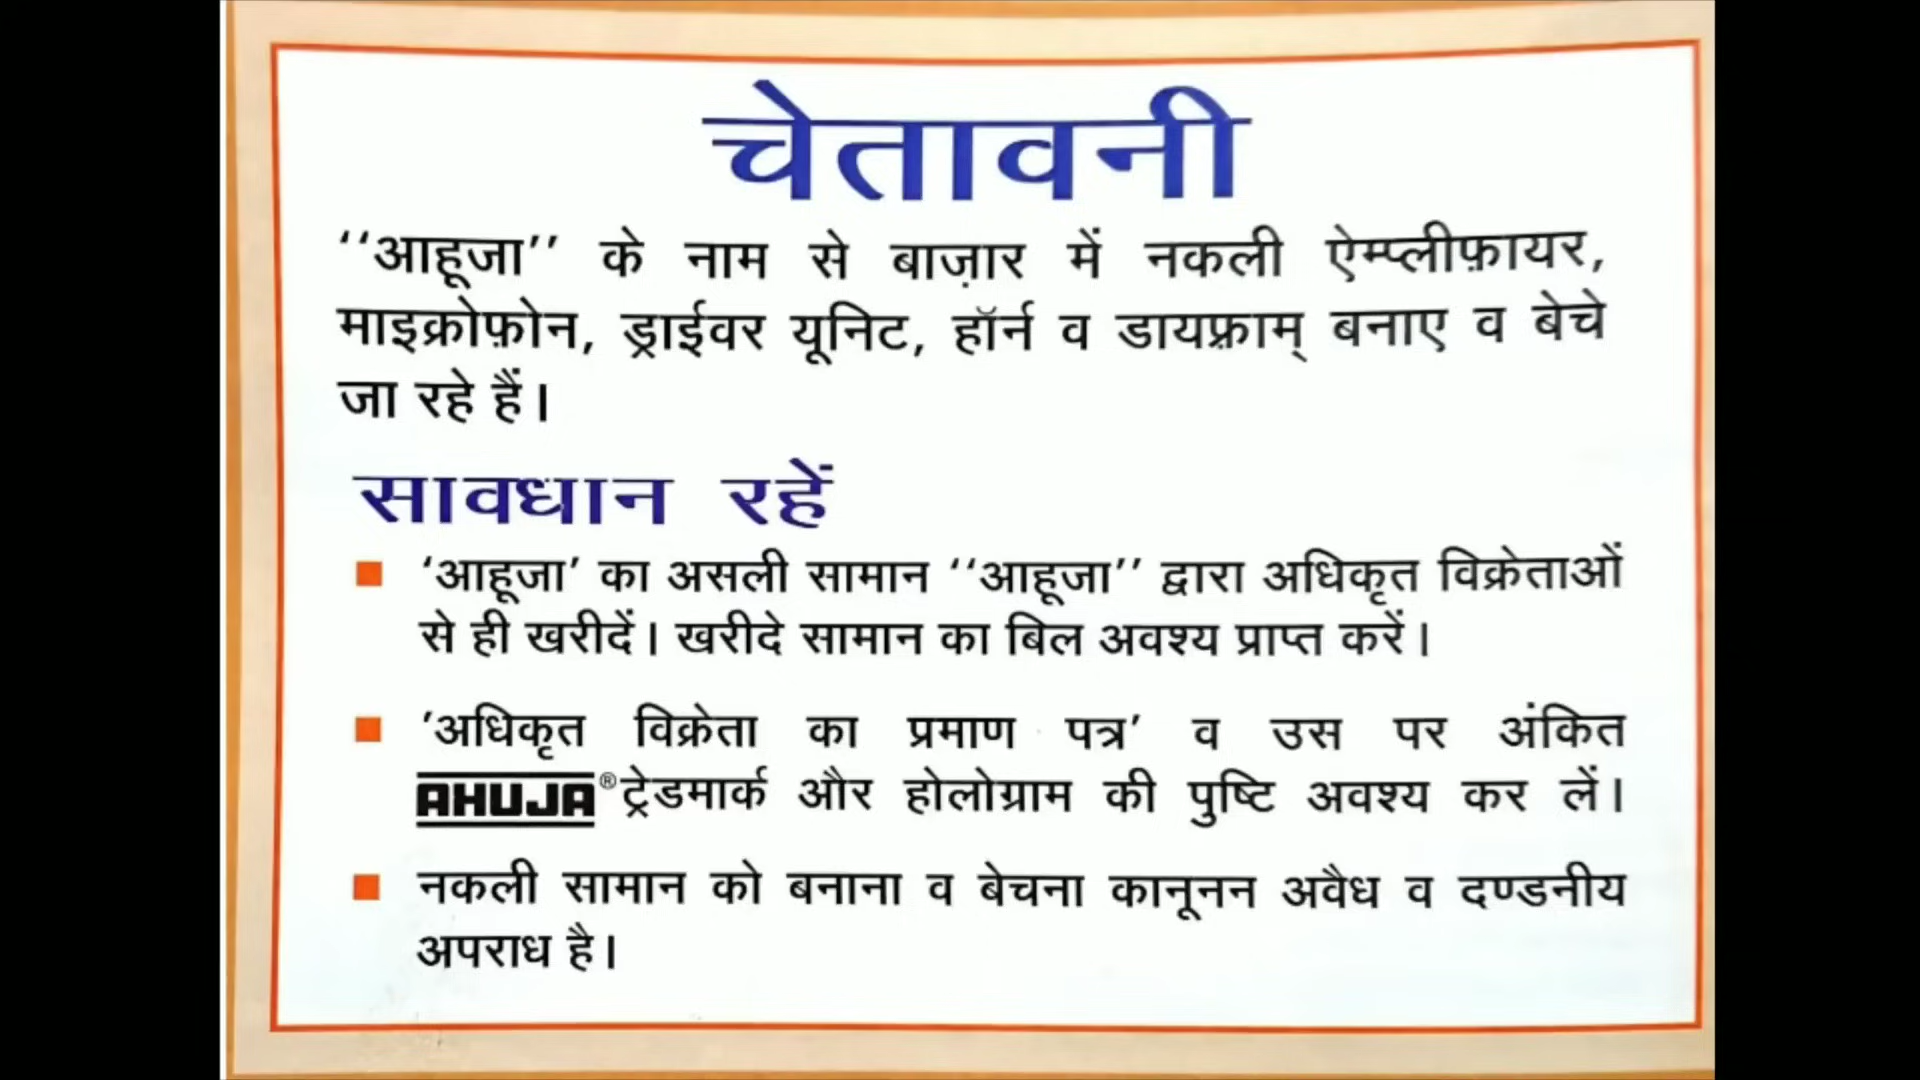 चेतावनी
‘‘आहूजा’’ के नाम से बाज़ार में नकली ऐम्प्लीफ़ायर,
माइक्रोफ़ोन, ड्राईवर यूनिट, हॉर्न व डायफ़्राम् बनाए व बेचे
जा रहे हैं।
सावधान रहें
■ ‘आहूजा’ का असली सामान ‘‘आहूजा’’ द्वारा अधिकृत विक्रेताओं
से ही खरीदें। खरीदे सामान का बिल अवश्य प्राप्त करें।
■ ’अधिकृत विक्रेता का प्रमाण पत्र’ व उस पर अंकित
AHUJA® ट्रेडमार्क और होलोग्राम की पुष्टि अवश्य कर लें।
■ नकली सामान को बनाना व बेचना कानूनन अवैध व दण्डनीय
अपराध है।